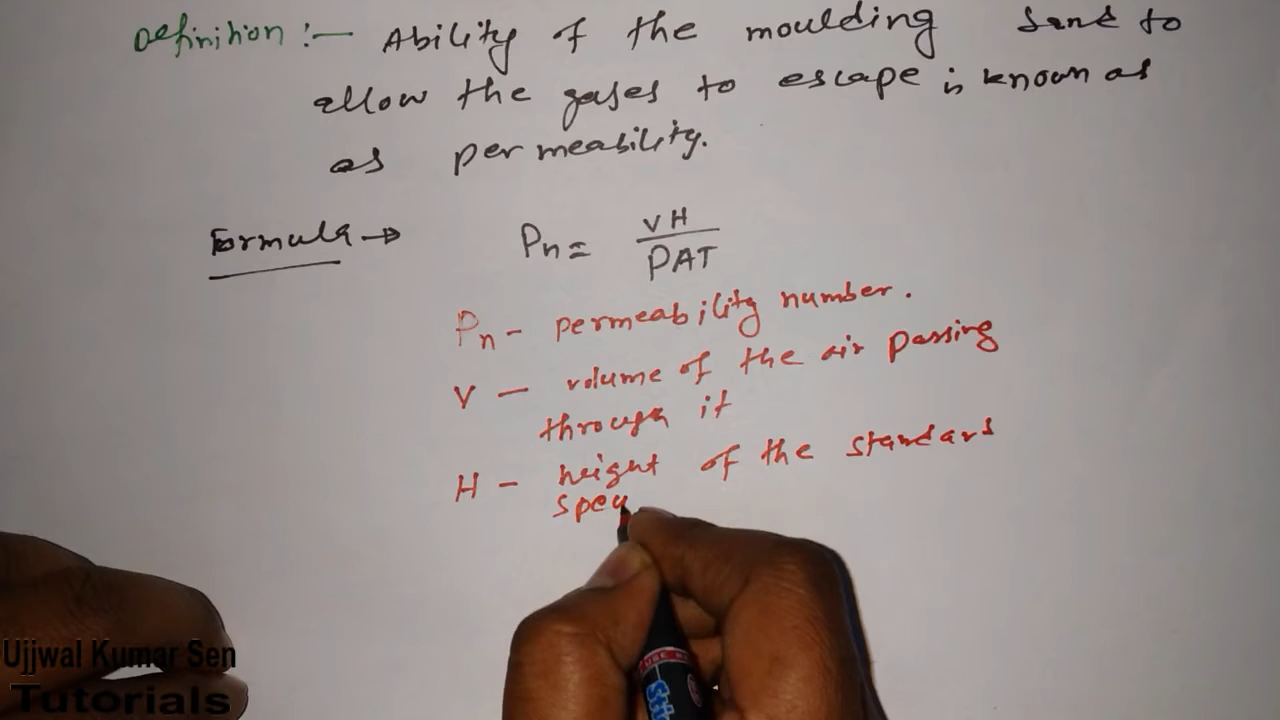 Definition :- Ability of the moulding sand to
allow the gases to escape is known as
as permeability.
Formula → Pn = VH / PAT
Pn - permeability number.
V - volume of the air passing
through it
H - height of the standard
spec
Ujjwal Kumar Sen
Tutorials